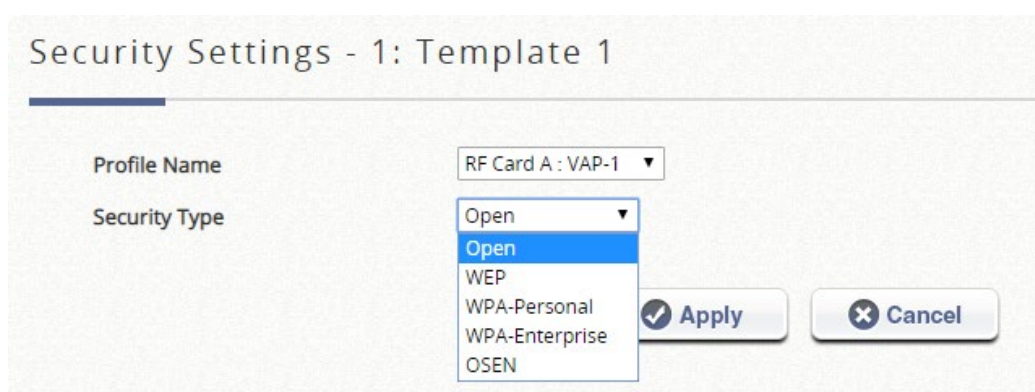 Security Settings - 1: Template 1
Profile Name RF Card A : VAP-1
Security Type Open
Open
WEP
WPA-Personal
WPA-Enterprise
OSEN
Apply Cancel